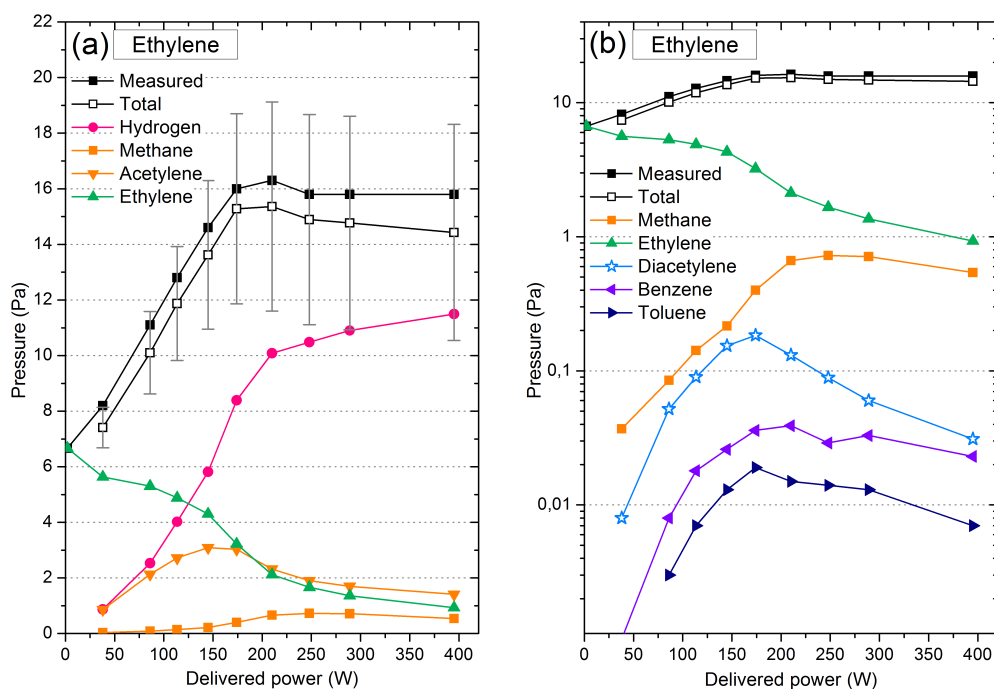 (a) Ethylene
Measured
Total
Hydrogen
Methane
Acetylene
Ethylene
22
20
18
16
14
12
10
8
6
4
2
0
Pressure (Pa)
0 50 100 150 200 250 300 350 400
Delivered power (W)
(b) Ethylene
Measured
Total
Methane
Ethylene
Diacetylene
Benzene
Toluene
10
1
0,1
0,01
Pressure (Pa)
0 50 100 150 200 250 300 350 400
Delivered power (W)